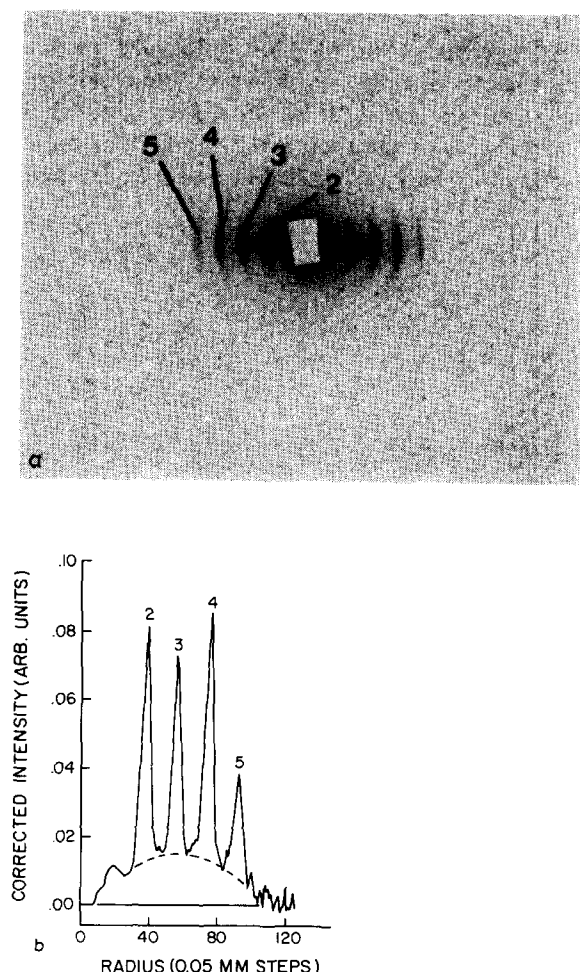 5 4 3 2
a
.10
.08
.06
.04
.02
.00
CORRECTED INTENSITY (ARB. UNITS)
2 3 4 5
0 40 80 120
b
RADIUS (0.05 MM STEPS)